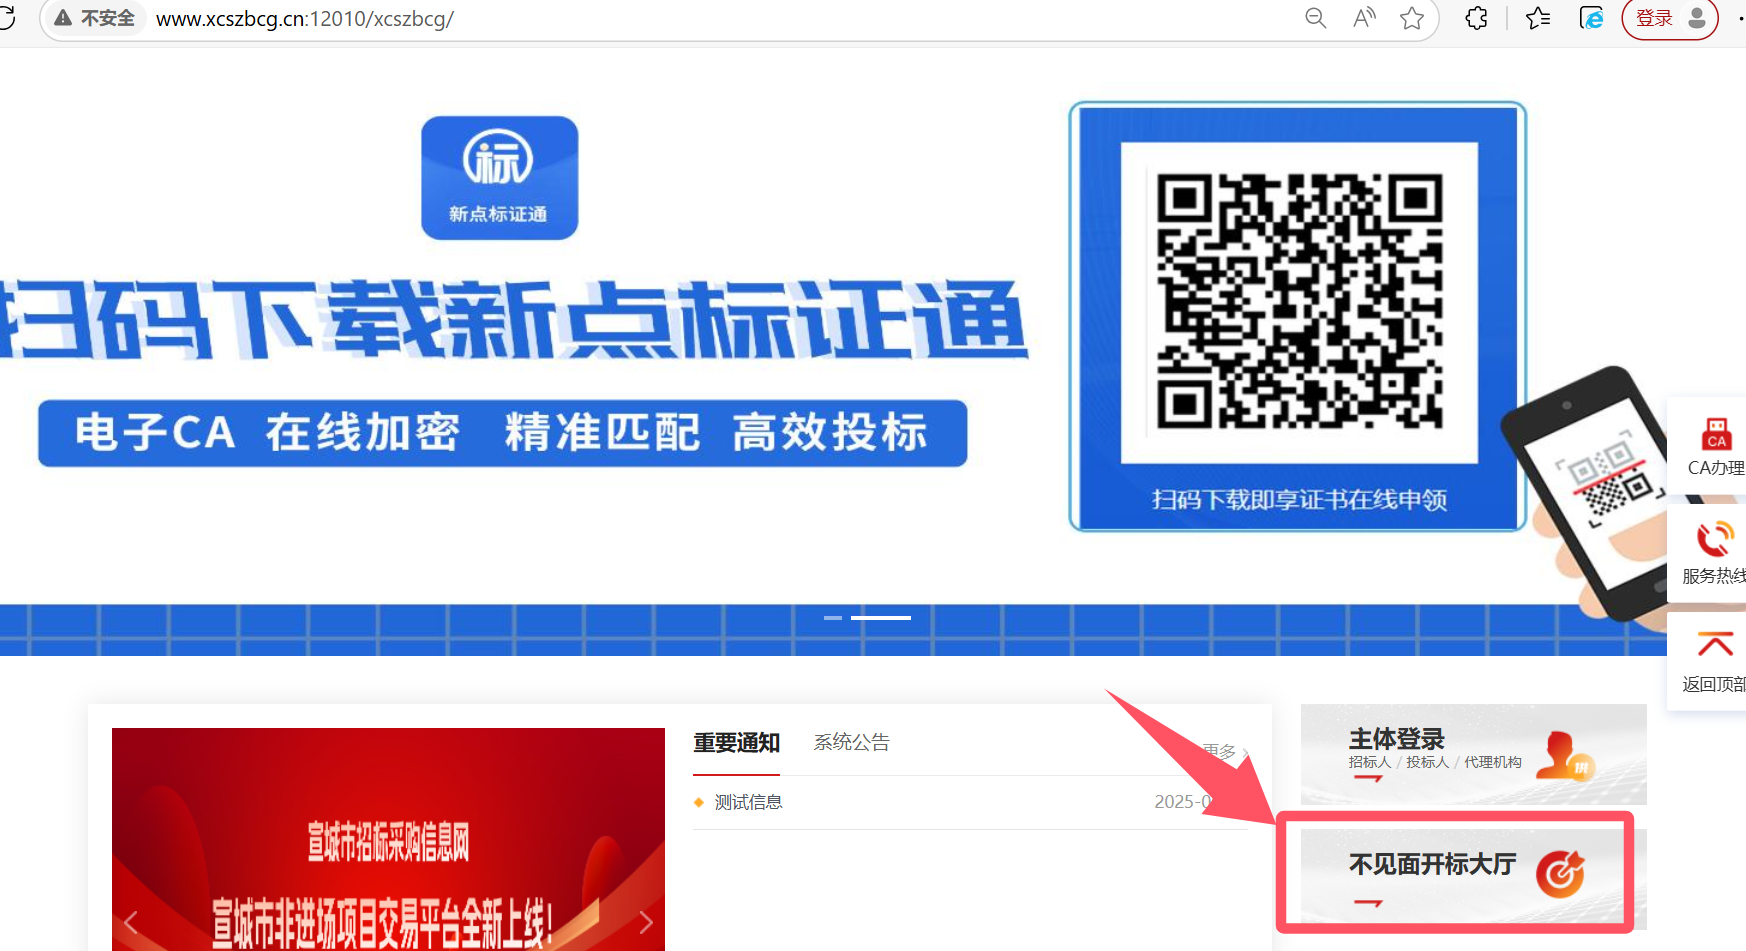 不安全 www.xcszbcg.cn:12010/xcszbcg/
登录
标
新点标证通
扫码下载新点标证通
电子CA 在线加密 精准匹配 高效投标
扫码下载即享证书在线申领
CA
CA办理
服务热线
返回顶部
重要通知 系统公告 更多 >
测试信息 2025-0
宣城市招标采购信息网
宣城市非进场项目交易平台全新上线！
主体登录
招标人 / 投标人 / 代理机构
不见面开标大厅